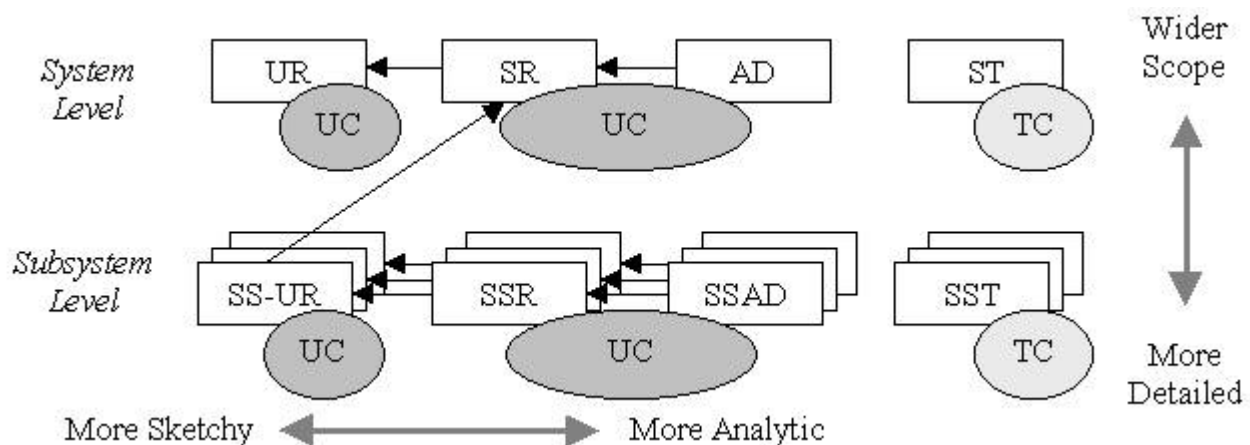 System
Level
UR
SR
AD
ST
Wider
Scope
UC
UC
TC
Subsystem
Level
SS-UR
SSR
SSAD
SST
UC
UC
TC
More
Detailed
More Sketchy
More Analytic